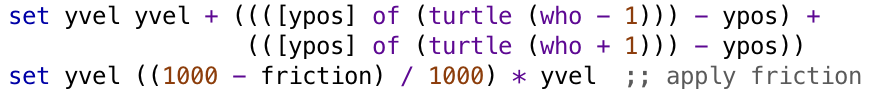 set yvel yvel + ((([ypos] of (turtle (who - 1))) - ypos) +
(([ypos] of (turtle (who + 1))) - ypos))
set yvel ((1000 - friction) / 1000) * yvel  ;; apply friction